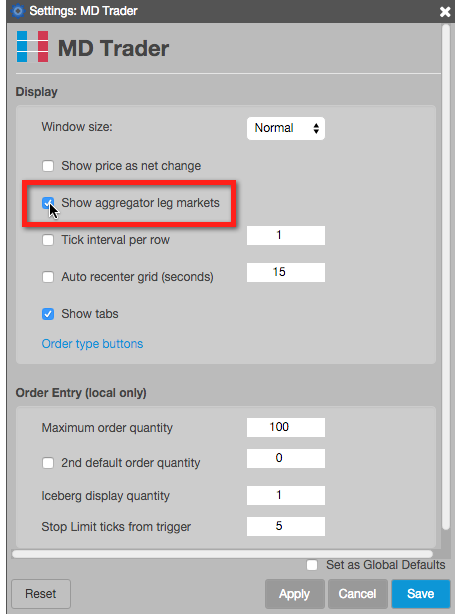 Settings: MD Trader
MD Trader
Display
Window size: Normal
Show price as net change
Show aggregator leg markets
Tick interval per row 1
Auto recenter grid (seconds) 15
Show tabs
Order type buttons
Order Entry (local only)
Maximum order quantity 100
2nd default order quantity 0
Iceberg display quantity 1
Stop Limit ticks from trigger 5
Set as Global Defaults
Reset Apply Cancel Save